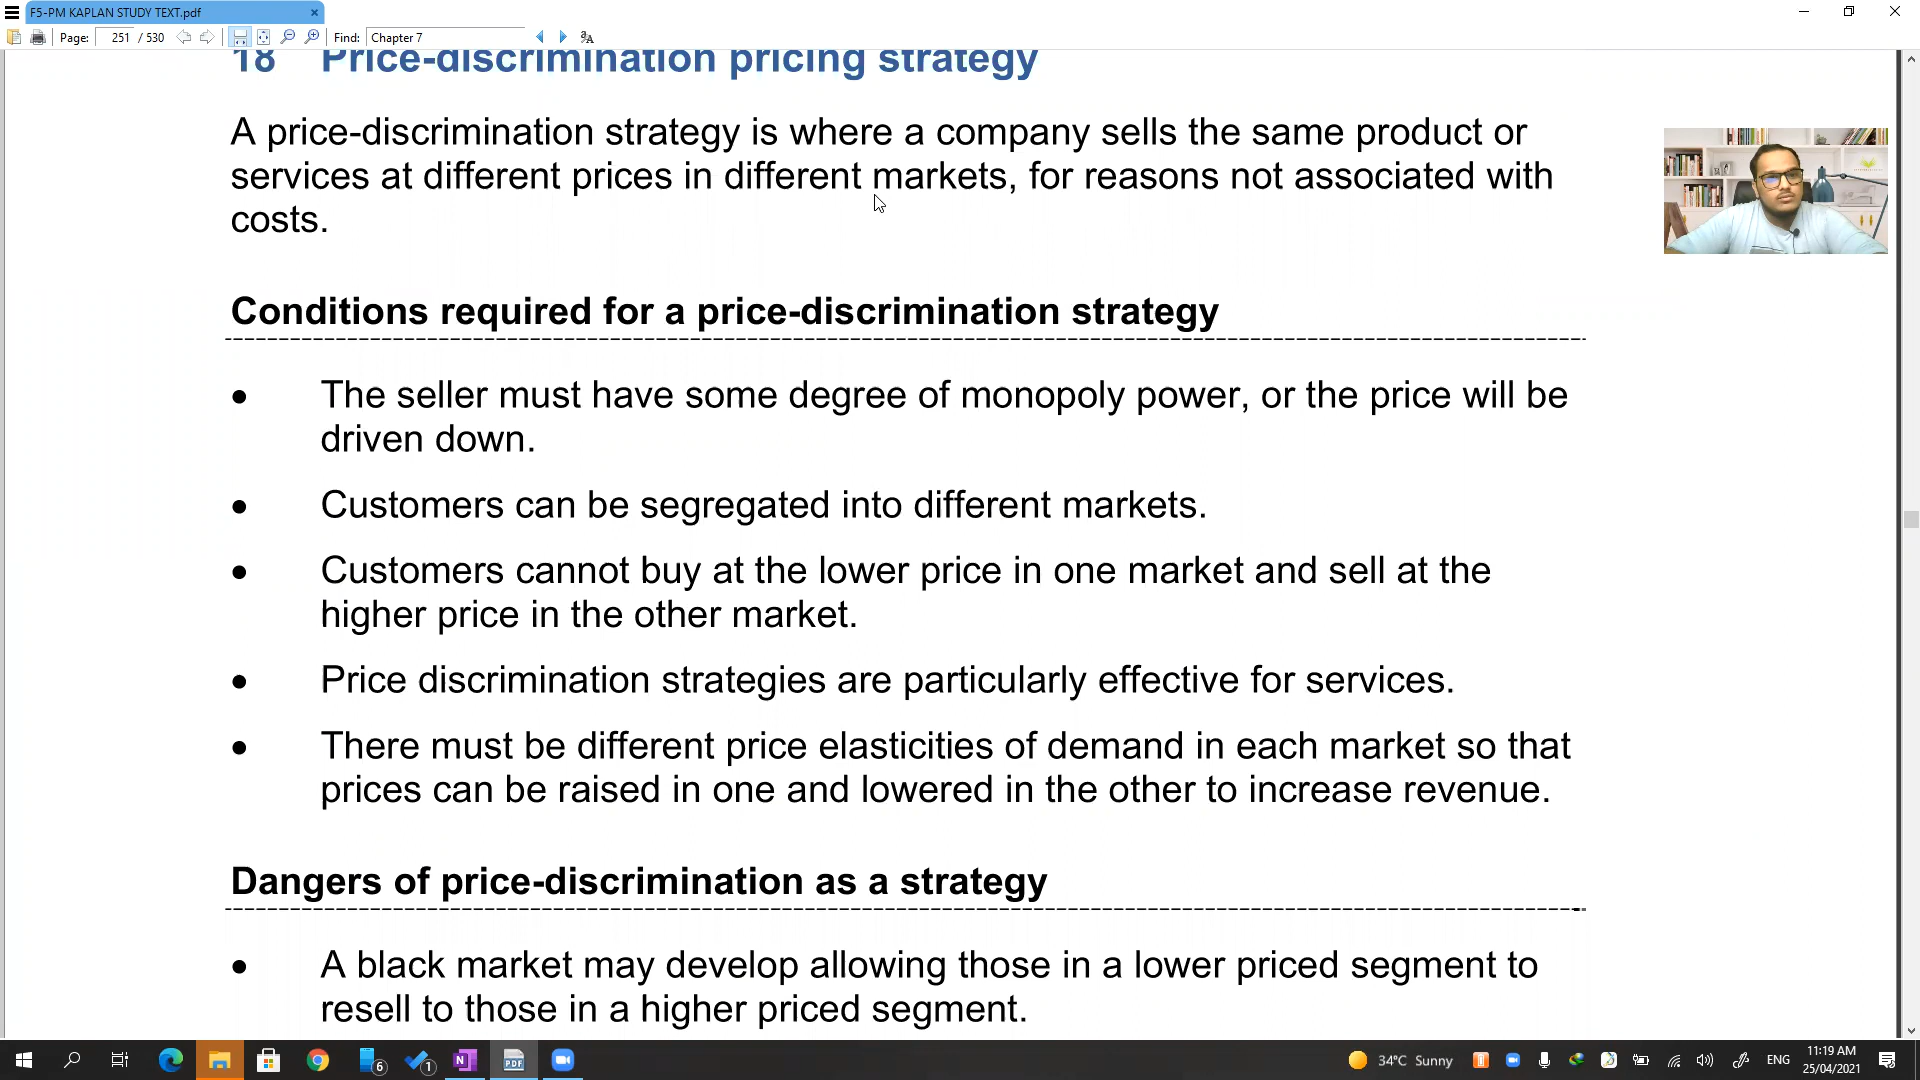 F5-PM KAPLAN STUDY TEXT.pdf
Page: 251 / 530 Find: Chapter 7
18 Price-discrimination pricing strategy
A price-discrimination strategy is where a company sells the same product or
services at different prices in different markets, for reasons not associated with
costs.
Conditions required for a price-discrimination strategy
• The seller must have some degree of monopoly power, or the price will be
driven down.
• Customers can be segregated into different markets.
• Customers cannot buy at the lower price in one market and sell at the
higher price in the other market.
• Price discrimination strategies are particularly effective for services.
• There must be different price elasticities of demand in each market so that
prices can be raised in one and lowered in the other to increase revenue.
Dangers of price-discrimination as a strategy
• A black market may develop allowing those in a lower priced segment to
resell to those in a higher priced segment.
6 1 N PDF 34°C Sunny ENG 11:19 AM
25/04/2021